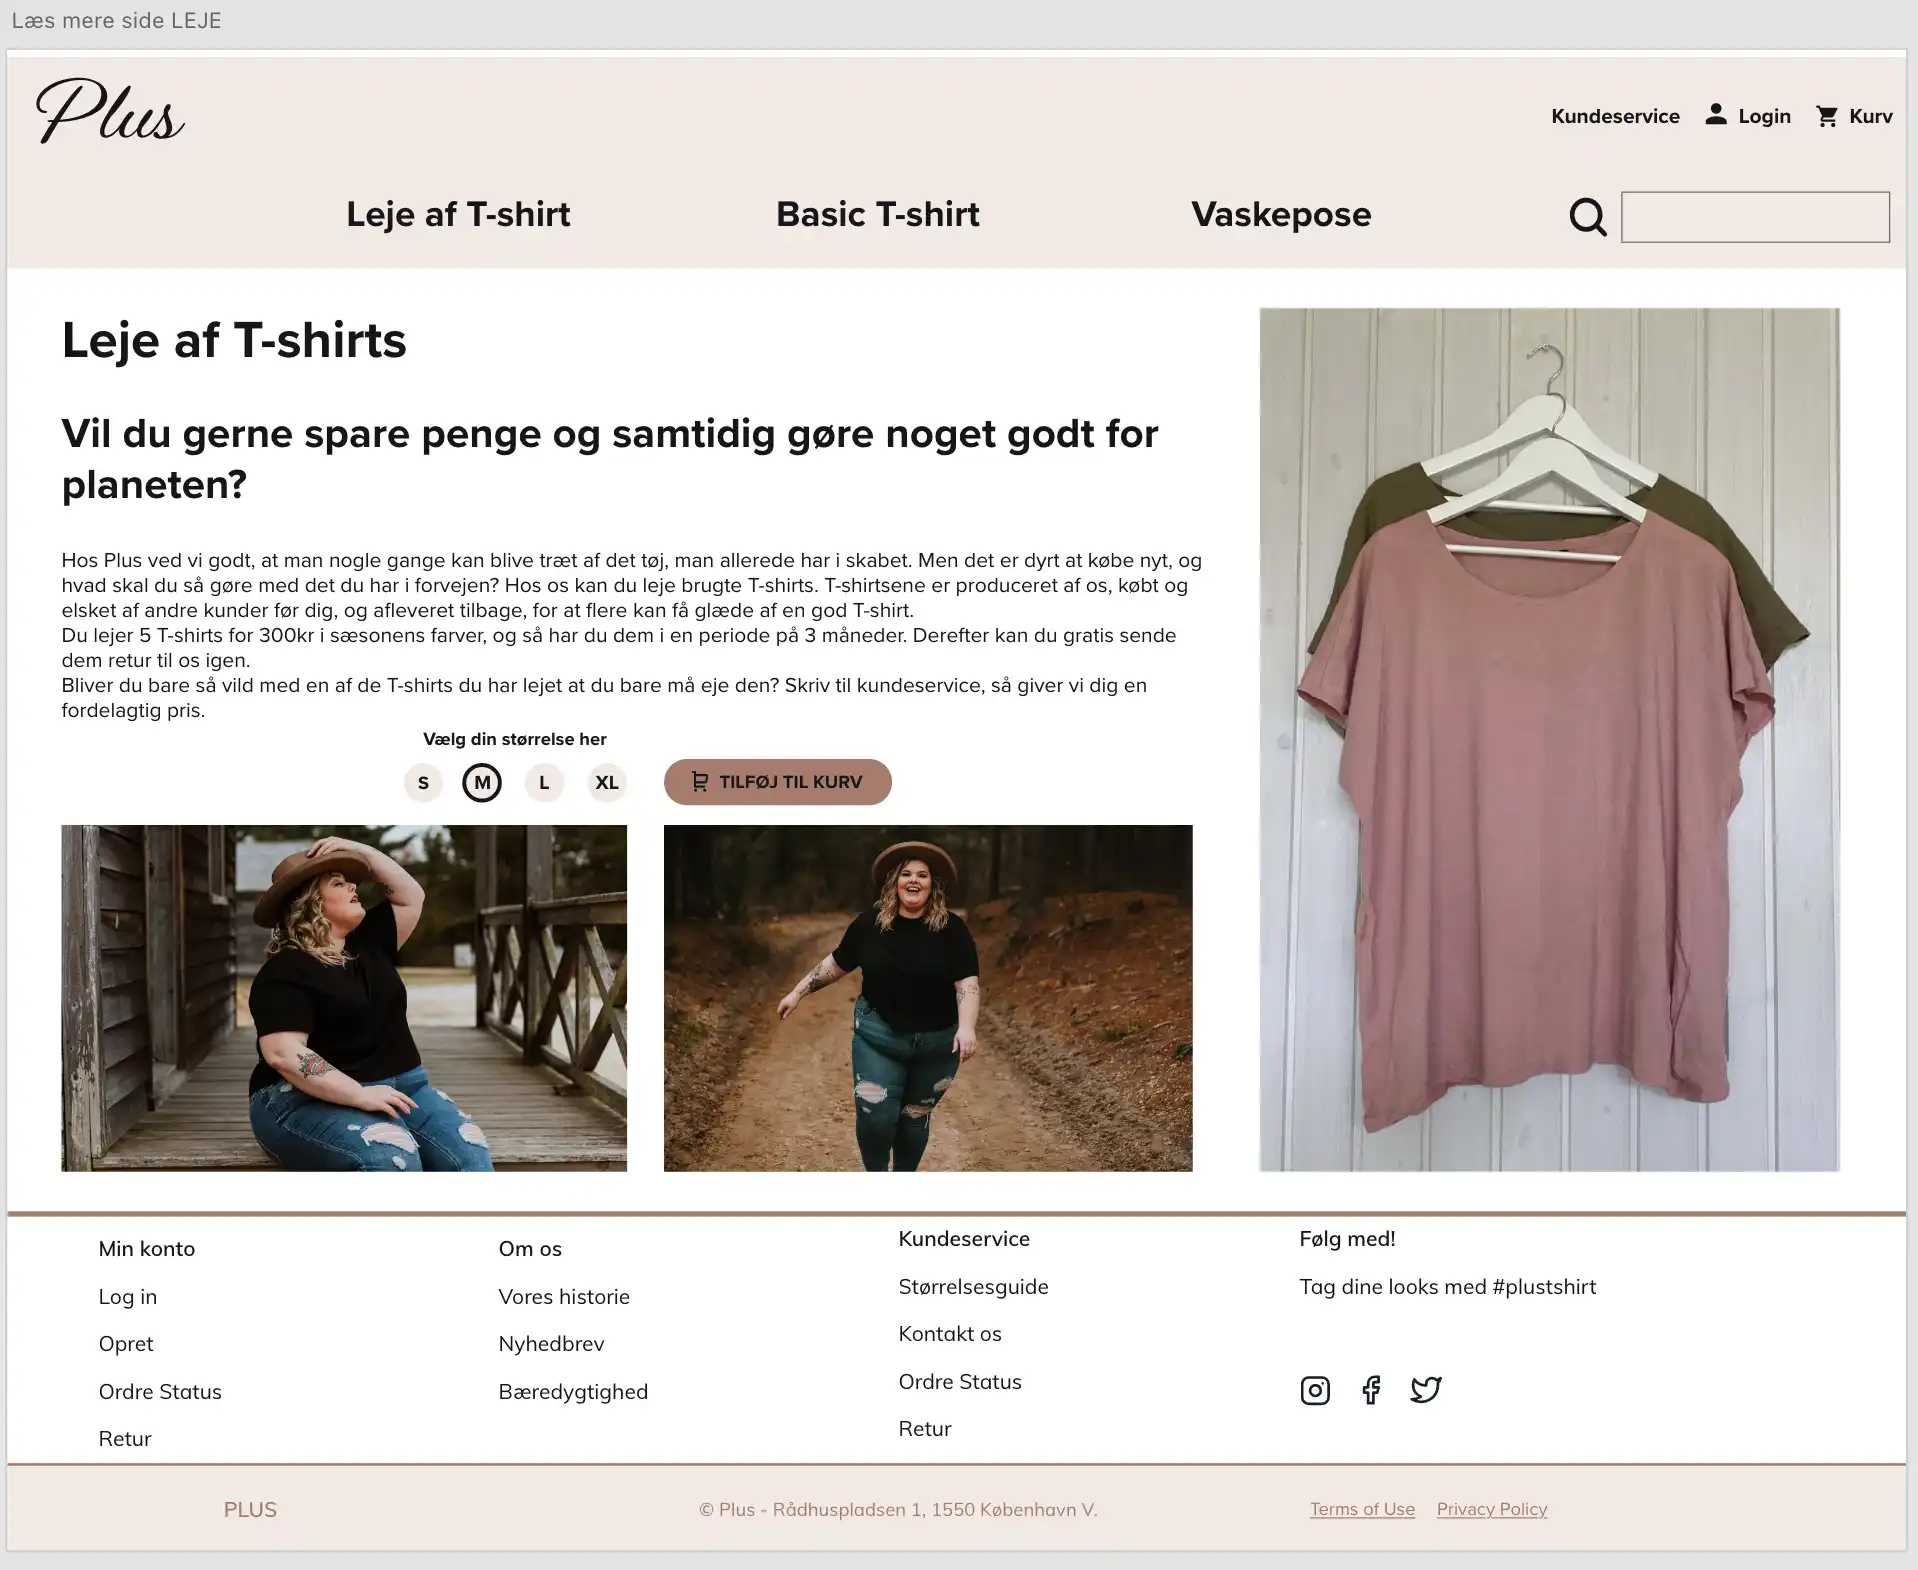 Læs mere side LEJE
Plus
Kundeservice Login Kurv
Leje af T-shirt Basic T-shirt Vaskepose
Leje af T-shirts
Vil du gerne spare penge og samtidig gøre noget godt for
planeten?
Hos Plus ved vi godt, at man nogle gange kan blive træt af det tøj, man allerede har i skabet. Men det er dyrt at købe nyt, og
hvad skal du så gøre med det du har i forvejen? Hos os kan du leje brugte T-shirts. T-shirtsene er produceret af os, købt og
elsket af andre kunder før dig, og afleveret tilbage, for at flere kan få glæde af en god T-shirt.
Du lejer 5 T-shirts for 300kr i sæsonens farver, og så har du dem i en periode på 3 måneder. Derefter kan du gratis sende
dem retur til os igen.
Bliver du bare så vild med en af de T-shirts du har lejet at du bare må eje den? Skriv til kundeservice, så giver vi dig en
fordelagtig pris.
Vælg din størrelse her
S M L XL TILFØJ TIL KURV
Min konto
Log in
Opret
Ordre Status
Retur
Om os
Vores historie
Nyhedbrev
Bæredygtighed
Kundeservice
Størrelsesguide
Kontakt os
Ordre Status
Retur
Følg med!
Tag dine looks med #plustshirt
PLUS © Plus - Rådhuspladsen 1, 1550 København V. Terms of Use Privacy Policy